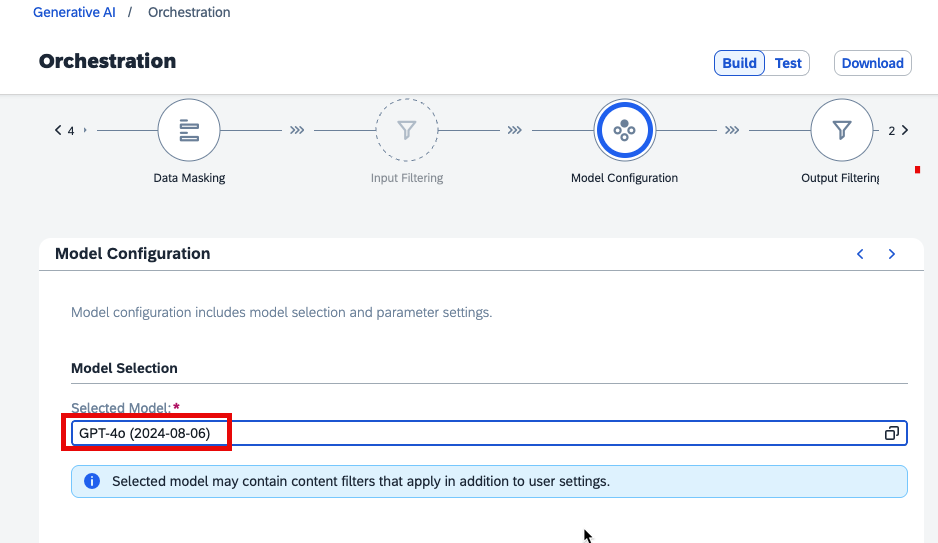 Generative AI / Orchestration
Orchestration
Build Test Download
4
2
Data Masking Input Filtering Model Configuration Output Filtering
Model Configuration
Model configuration includes model selection and parameter settings.
Model Selection
Selected Model:*
GPT-4o (2024-08-06)
Selected model may contain content filters that apply in addition to user settings.